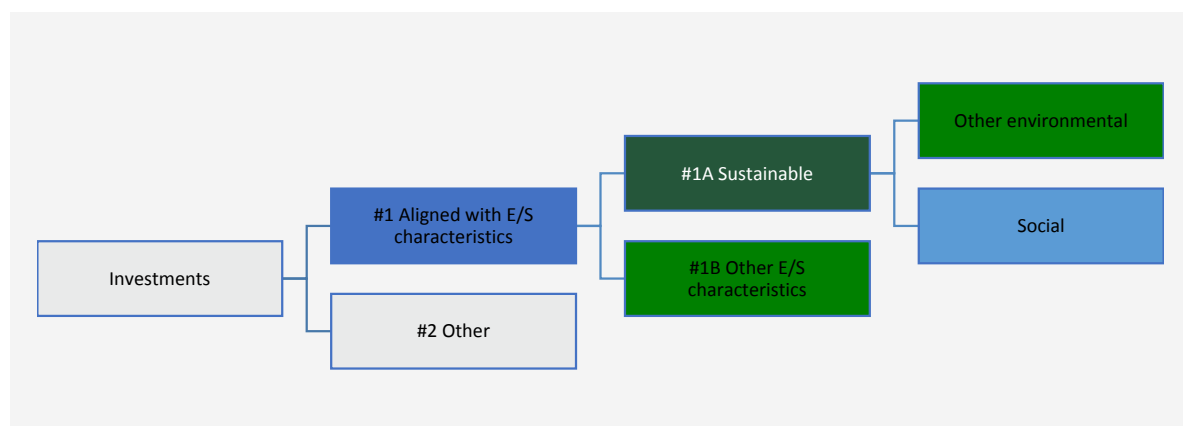 Investments
#1 Aligned with E/S
characteristics
#2 Other
#1A Sustainable
#1B Other E/S
characteristics
Other environmental
Social